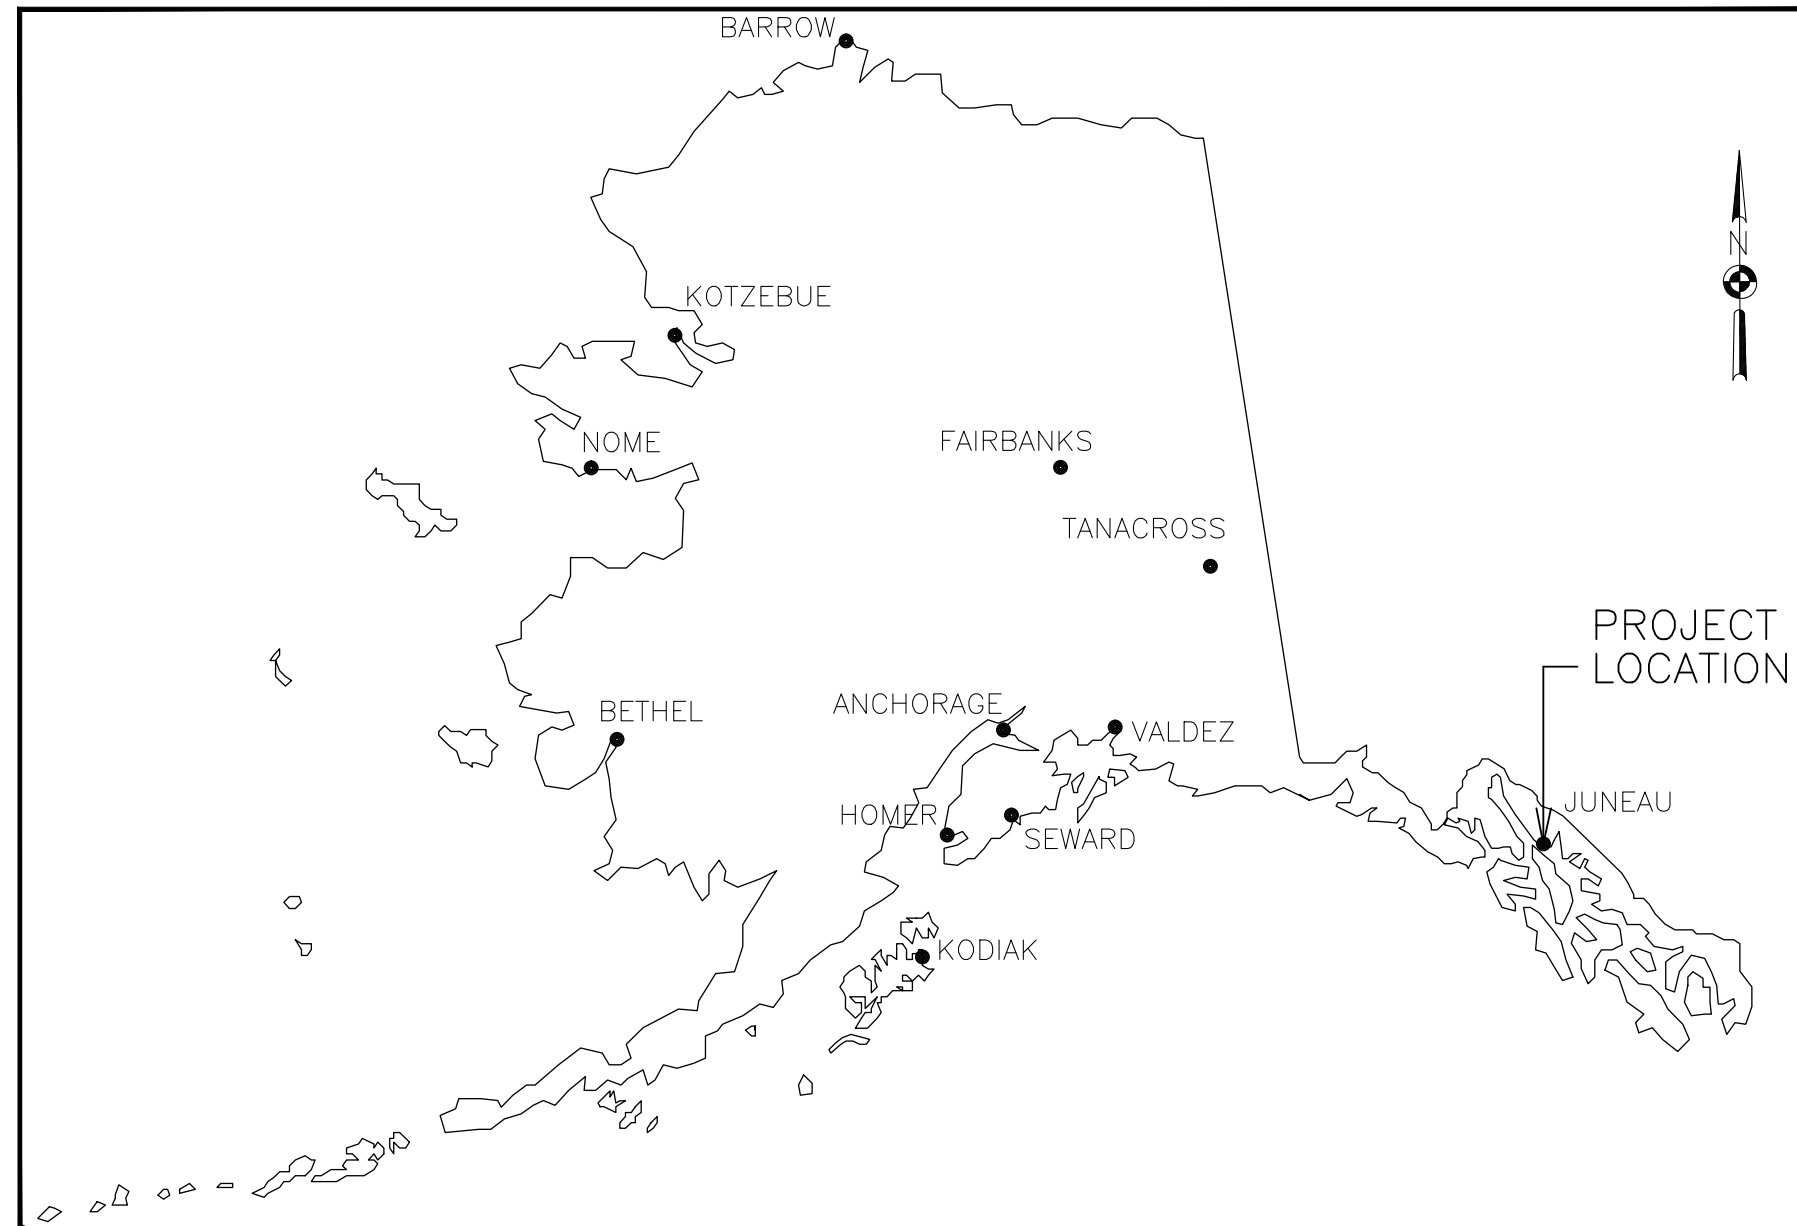 BARROW
N
KOTZEBUE
NOME
FAIRBANKS
TANACROSS
PROJECT
LOCATION
BETHEL
ANCHORAGE
VALDEZ
HOMER
SEWARD
JUNEAU
KODIAK